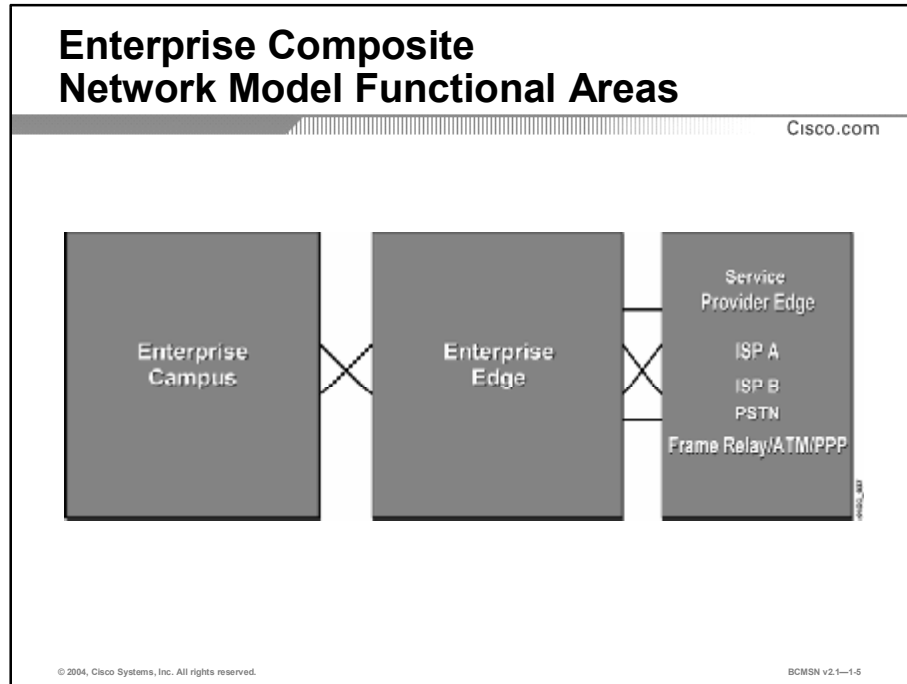 Enterprise Composite
Network Model Functional Areas
Cisco.com
Enterprise
Campus
Enterprise
Edge
Service
Provider Edge
ISP A
ISP B
PSTN
Frame Relay/ATM/PPP
© 2004, Cisco Systems, Inc. All rights reserved.
BCMSN v2.1—1-5